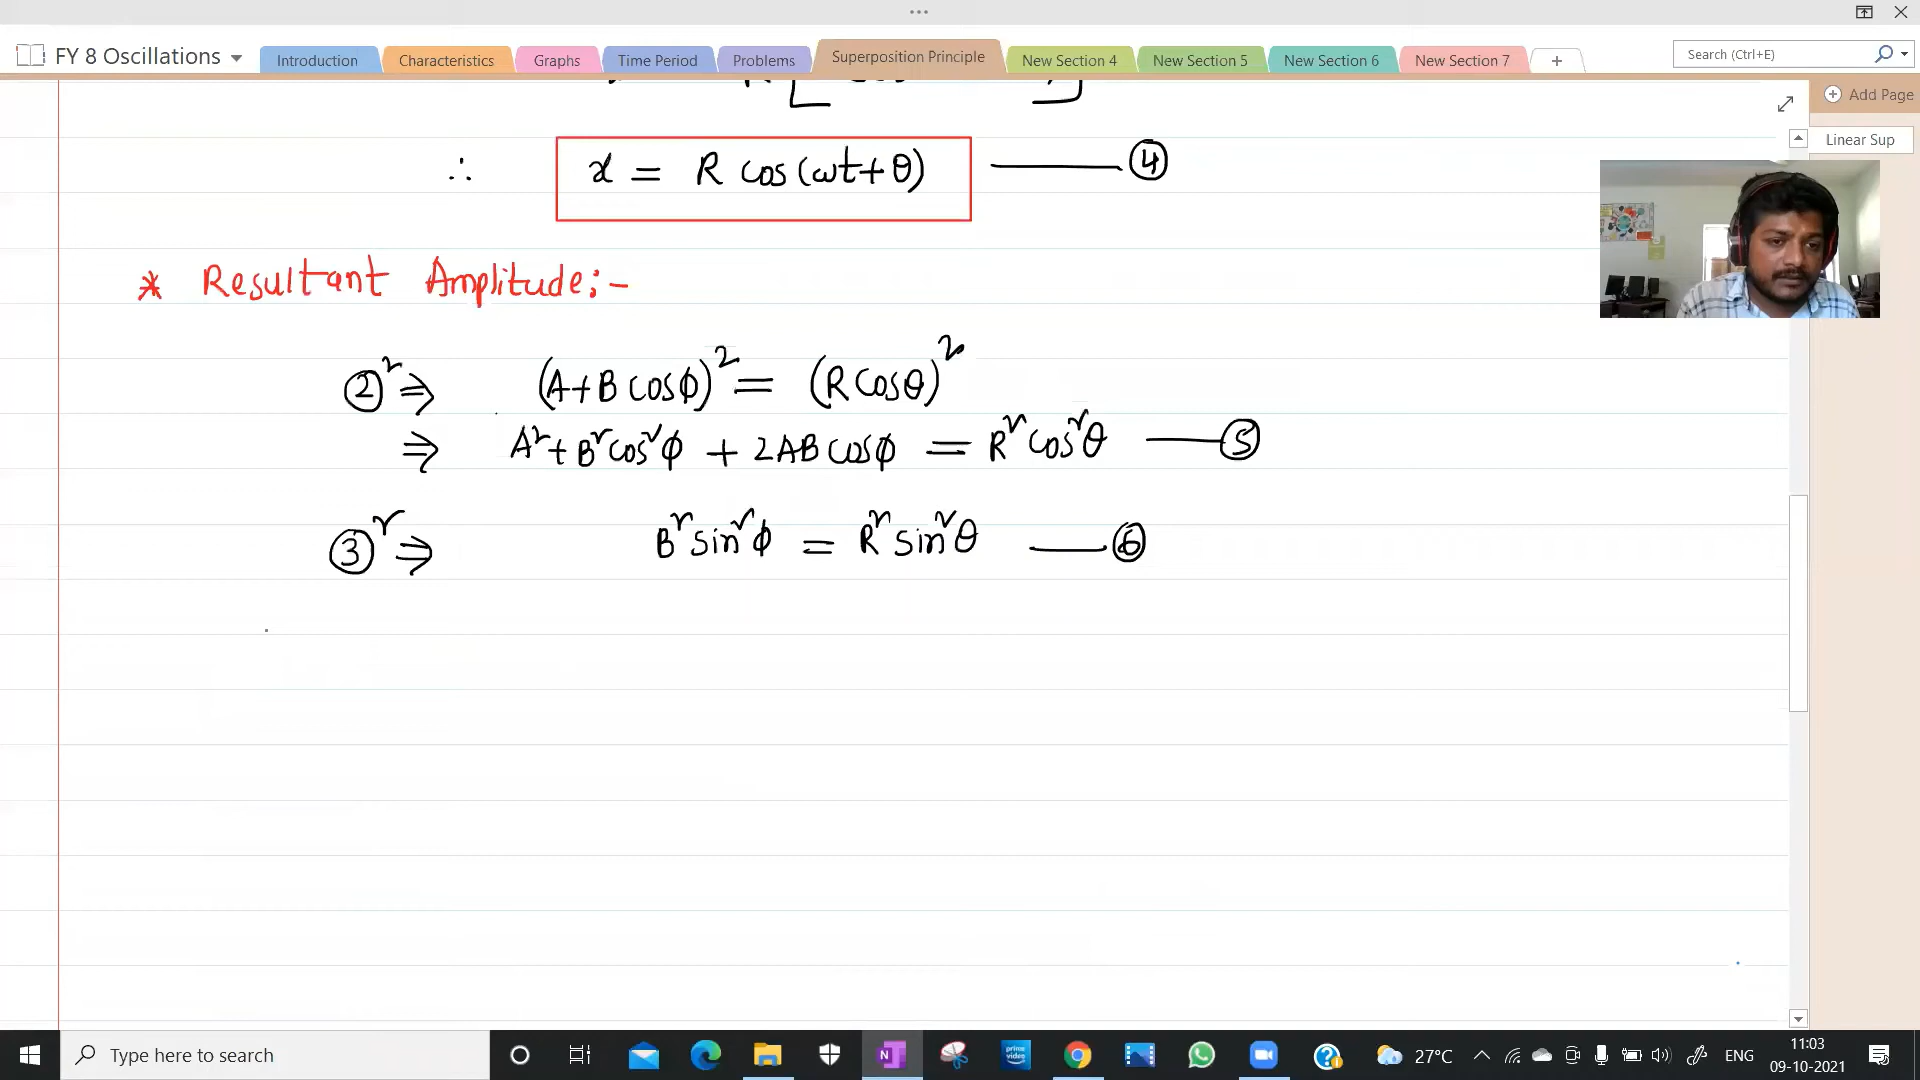 ...
FY 8 Oscillations
Introduction
Characteristics
Graphs
Time Period
Problems
Superposition Principle
New Section 4
New Section 5
New Section 6
New Section 7
+
Search (Ctrl+E)
Add Page
Linear Sup
∴ x = R cos(ωt+θ) ——— ④
* Resultant Amplitude:-
②² ⇒ (A+B cosϕ)² = (R cosθ)²
⇒ A²+B²cos²ϕ + 2AB cosϕ = R²cos²θ ——— ⑤
③² ⇒ B²sin²ϕ = R²sin²θ ——— ⑥
Type here to search
prime video
27°C
ENG
11:03
09-10-2021